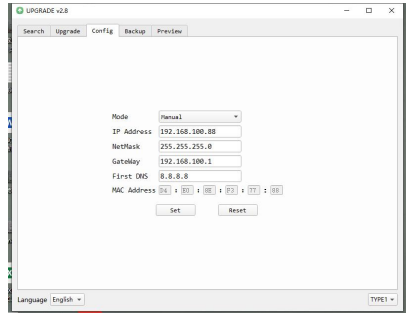 UPGRADE v2.8
Search Upgrade Config Backup Preview
Mode Manual
IP Address 192.168.100.88
NetMask 255.255.255.0
GateWay 192.168.100.1
First DNS 8.8.8.8
MAC Address D4 : E0 : 0E : F3 : 77 : 88
Set Reset
Language English TYPE1